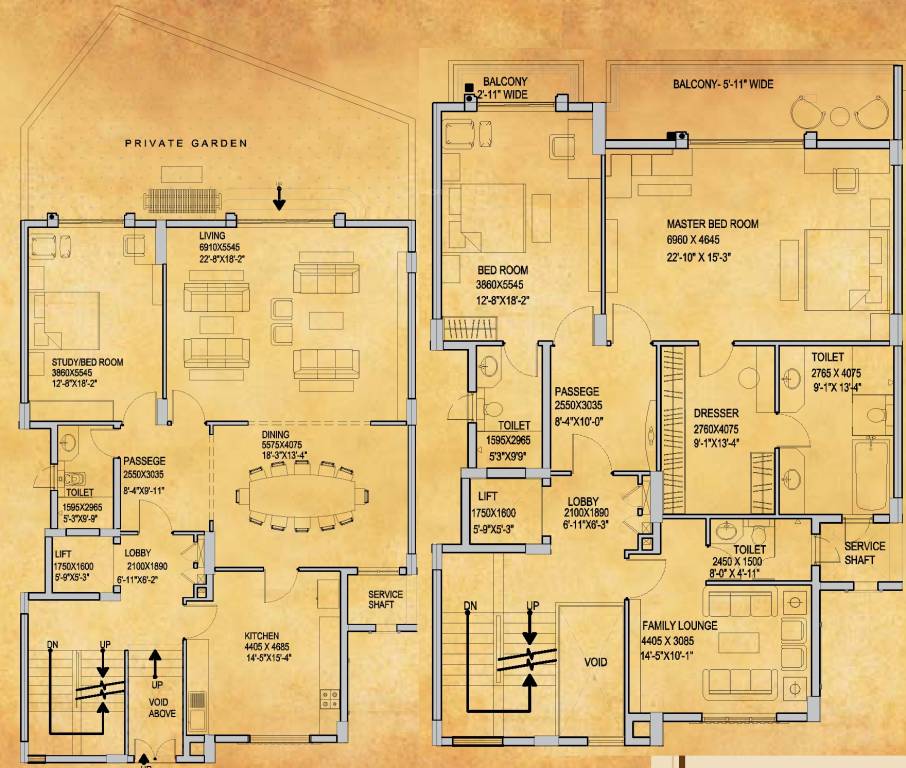 PRIVATE GARDEN
LIVING
6910X5545
22'-8"X18'-2"
STUDY/BED ROOM
3860X5545
12'-8"X18'-2"
DINING
5575X4075
18'-3"X13'-4"
PASSEGE
2550X3035
8'-4"X9'-11"
TOILET
1595X2965
5'-3"X9'-9"
LIFT
1750X1600
5'-9"X5'-3"
LOBBY
2100X1890
6'-11"X6'-2"
SERVICE
SHAFT
KITCHEN
4405 X 4685
14'-5"X15'-4"
DN
UP
UP
VOID
ABOVE
UP
BALCONY
2'-11" WIDE
BALCONY- 5'-11" WIDE
MASTER BED ROOM
6960 X 4645
22'-10" X 15'-3"
BED ROOM
3860X5545
12'-8"X18'-2"
TOILET
2765 X 4075
9'-1"X 13'-4"
PASSEGE
2550X3035
8'-4"X10'-0"
DRESSER
2760X4075
9'-1"X13'-4"
TOILET
1595X2965
5'3"X9'9"
LIFT
1750X1600
5'-9"X5'-3"
LOBBY
2100X1890
6'-11"X6'-3"
TOILET
2450 X 1500
8'-0" X 4'-11"
SERVICE
SHAFT
DN
UP
VOID
FAMILY LOUNGE
4405 X 3085
14'-5"X10'-1"